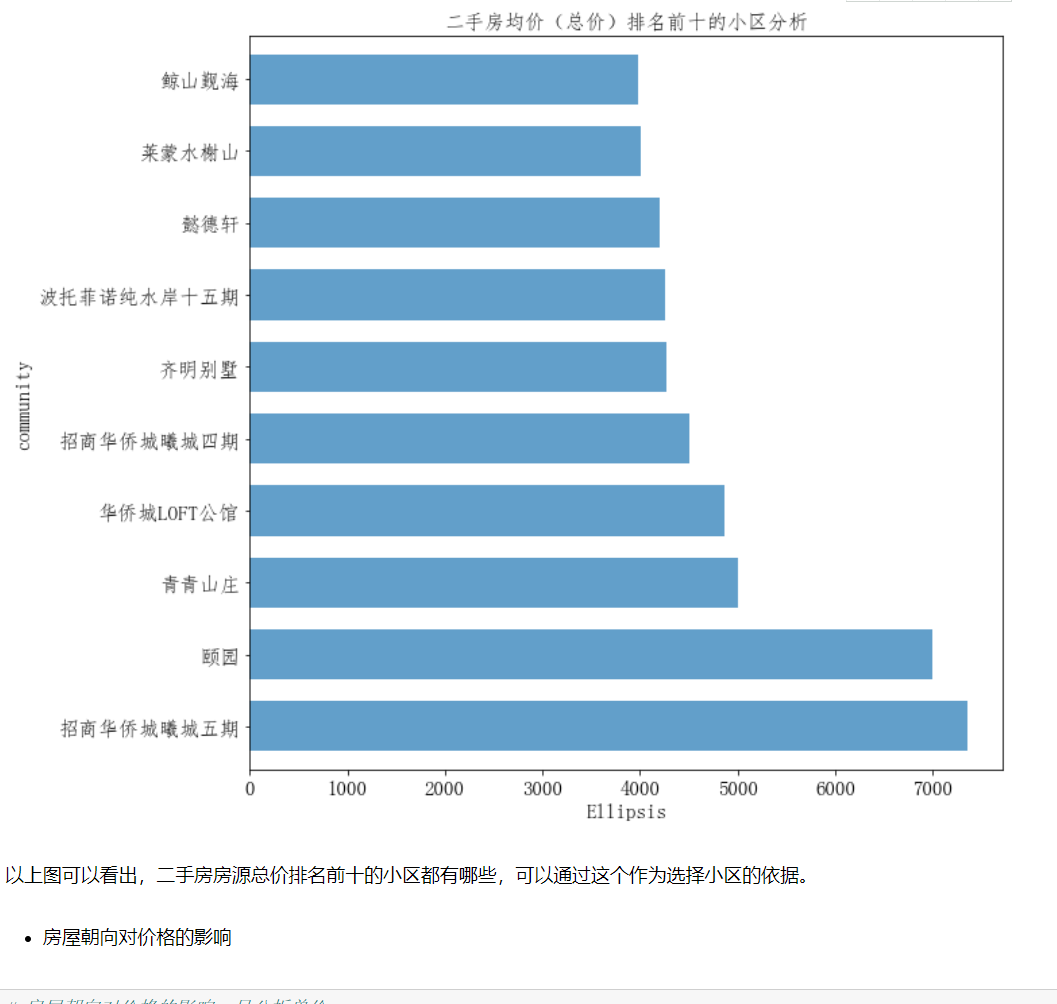 二手房均价（总价）排名前十的小区分析
鲸山觐海
莱蒙水榭山
懿德轩
波托菲诺纯水岸十五期
齐明别墅
招商华侨城曦城四期
华侨城LOFT公馆
青青山庄
颐园
招商华侨城曦城五期
community
0 1000 2000 3000 4000 5000 6000 7000
Ellipsis
以上图可以看出，二手房房源总价排名前十的小区都有哪些，可以通过这个作为选择小区的依据。
• 房屋朝向对价格的影响